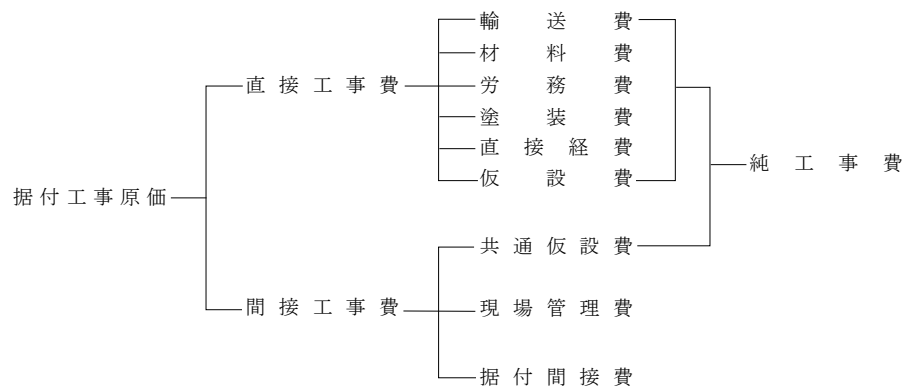 輸送費
材料費
直接工事費
労務費
塗装費
直接経費
純工事費
仮設費
据付工事原価
共通仮設費
間接工事費
現場管理費
据付間接費